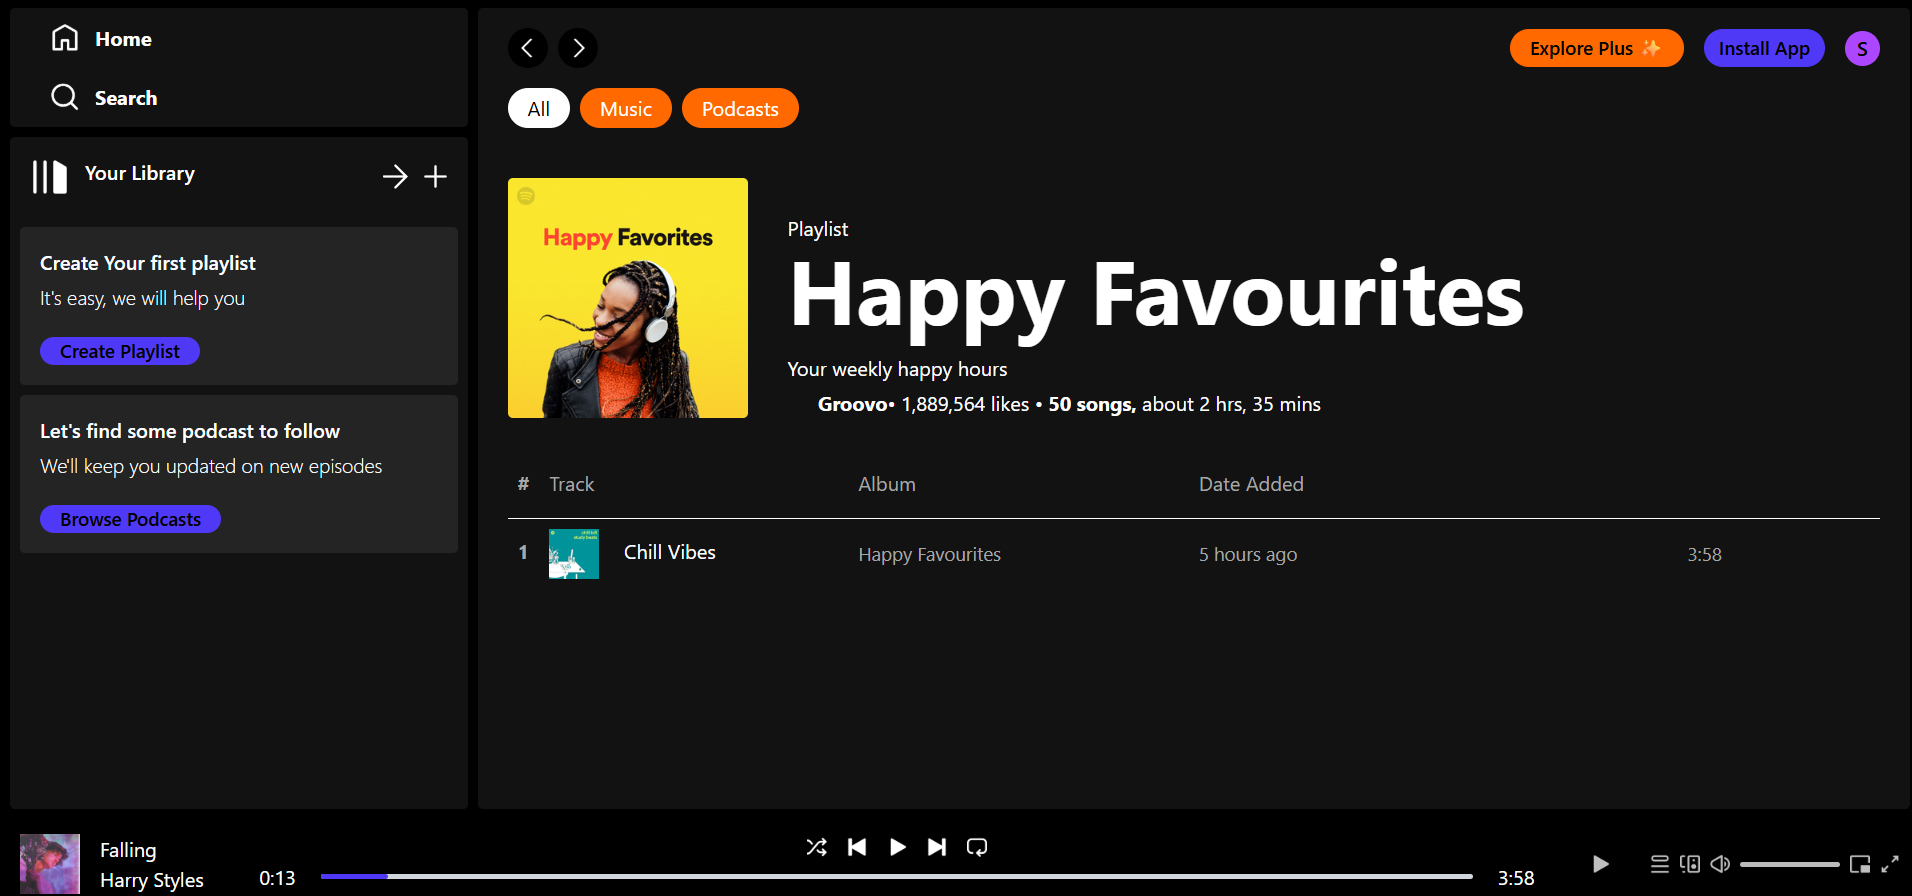 Home
Search
Your Library
Create Your first playlist
It's easy, we will help you
Create Playlist
Let's find some podcast to follow
We'll keep you updated on new episodes
Browse Podcasts
Explore Plus ✨
Install App
S
All
Music
Podcasts
Happy Favorites
Playlist
Happy Favourites
Your weekly happy hours
Groovo• 1,889,564 likes • 50 songs, about 2 hrs, 35 mins
# Track Album Date Added
1 Chill Vibes Happy Favourites 5 hours ago 3:58
Falling
Harry Styles
0:13
3:58